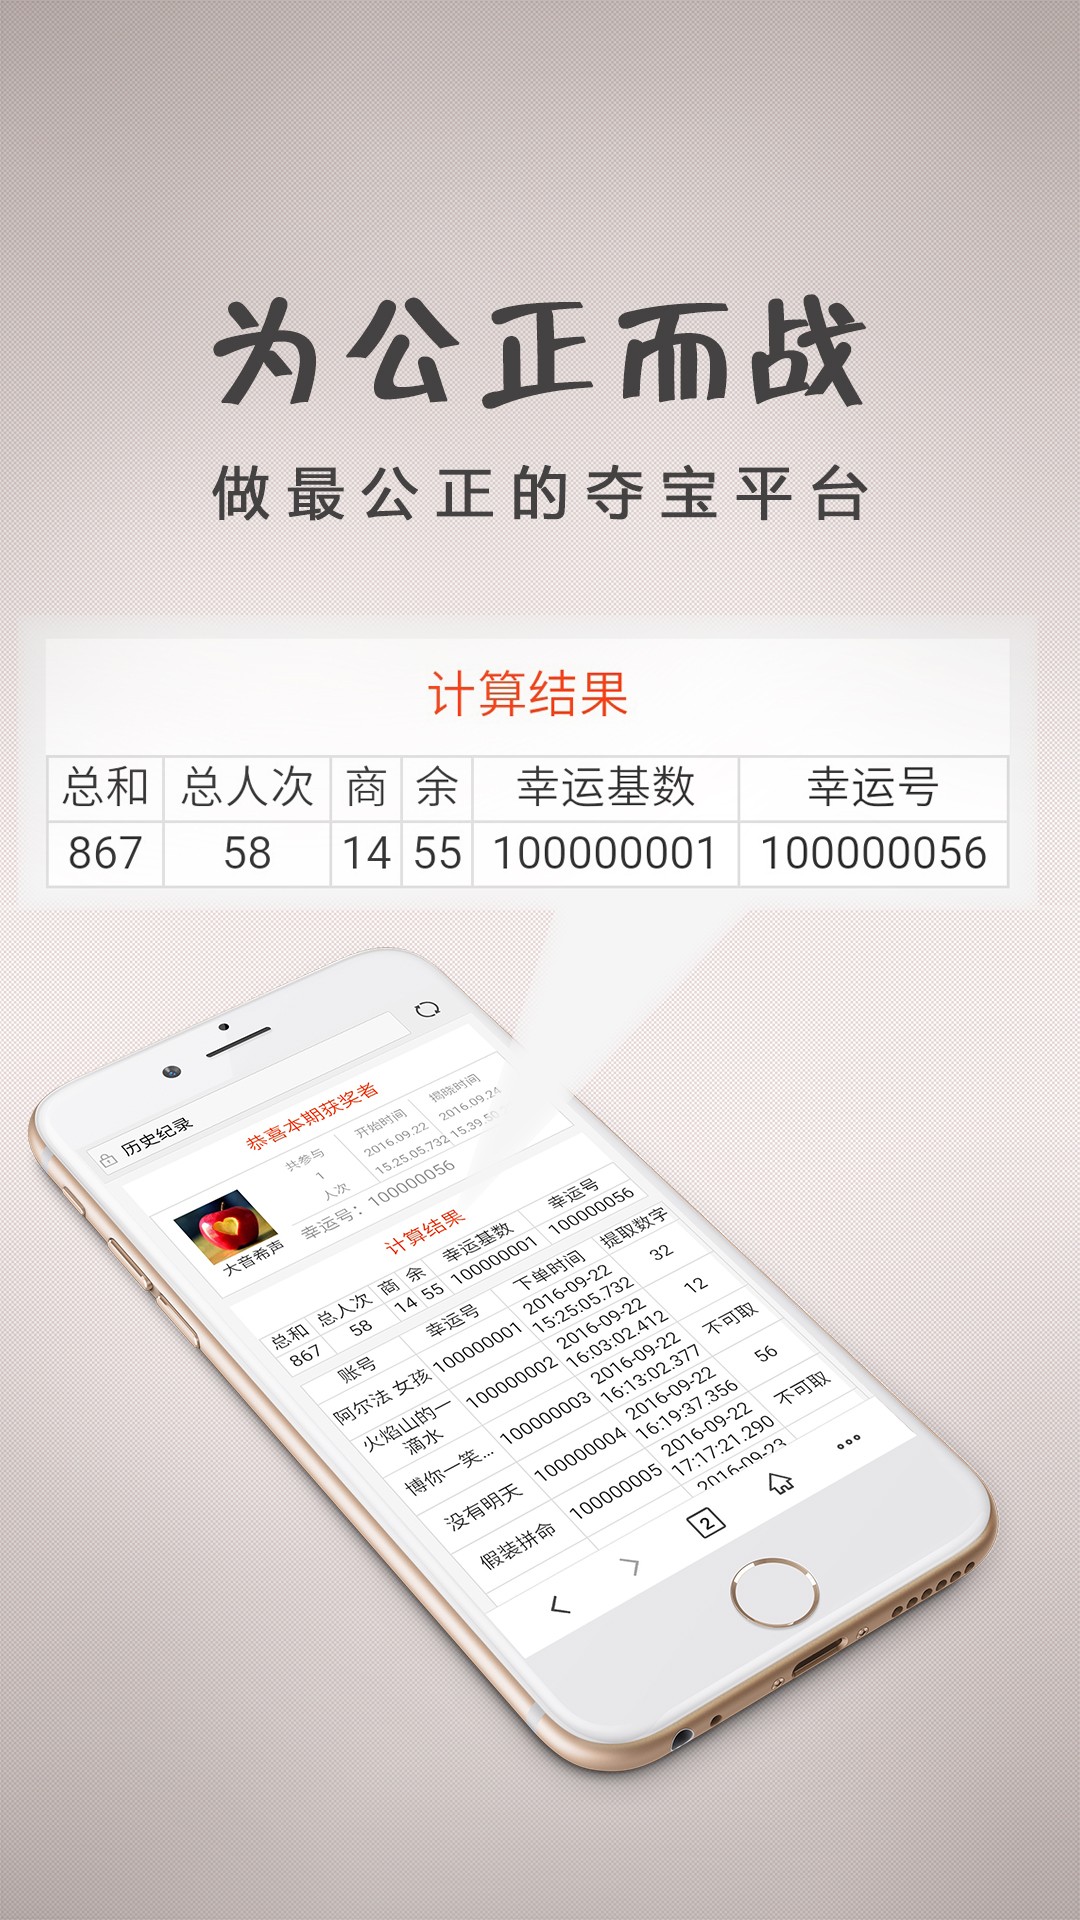 为公正而战
做最公正的夺宝平台
计算结果
总和 总人次 商 余 幸运基数 幸运号
867 58 14 55 100000001 100000056
历史纪录
恭喜本期获奖者
大音希声
共参与
1
人次
开始时间
2016.09.22
15.25.05.732
揭晓时间
2016.09.24
15.39.50
幸运号：100000056
计算结果
总和 总人次 商 余 幸运基数 幸运号
867 58 14 55 100000001 100000056
账号 幸运号 下单时间 提取数字
阿尔法 女孩 100000001 2016-09-22 15:25:05.732 32
火焰山的一滴水 100000002 2016-09-22 16:03:02.412 12
博你一笑... 100000003 2016-09-22 16:13:02.377 不可取
没有明天 100000004 2016-09-22 16:19:37.356 56
假装拼命 100000005 2016-09-22 17:17:21.290 不可取
2016-09-23
2